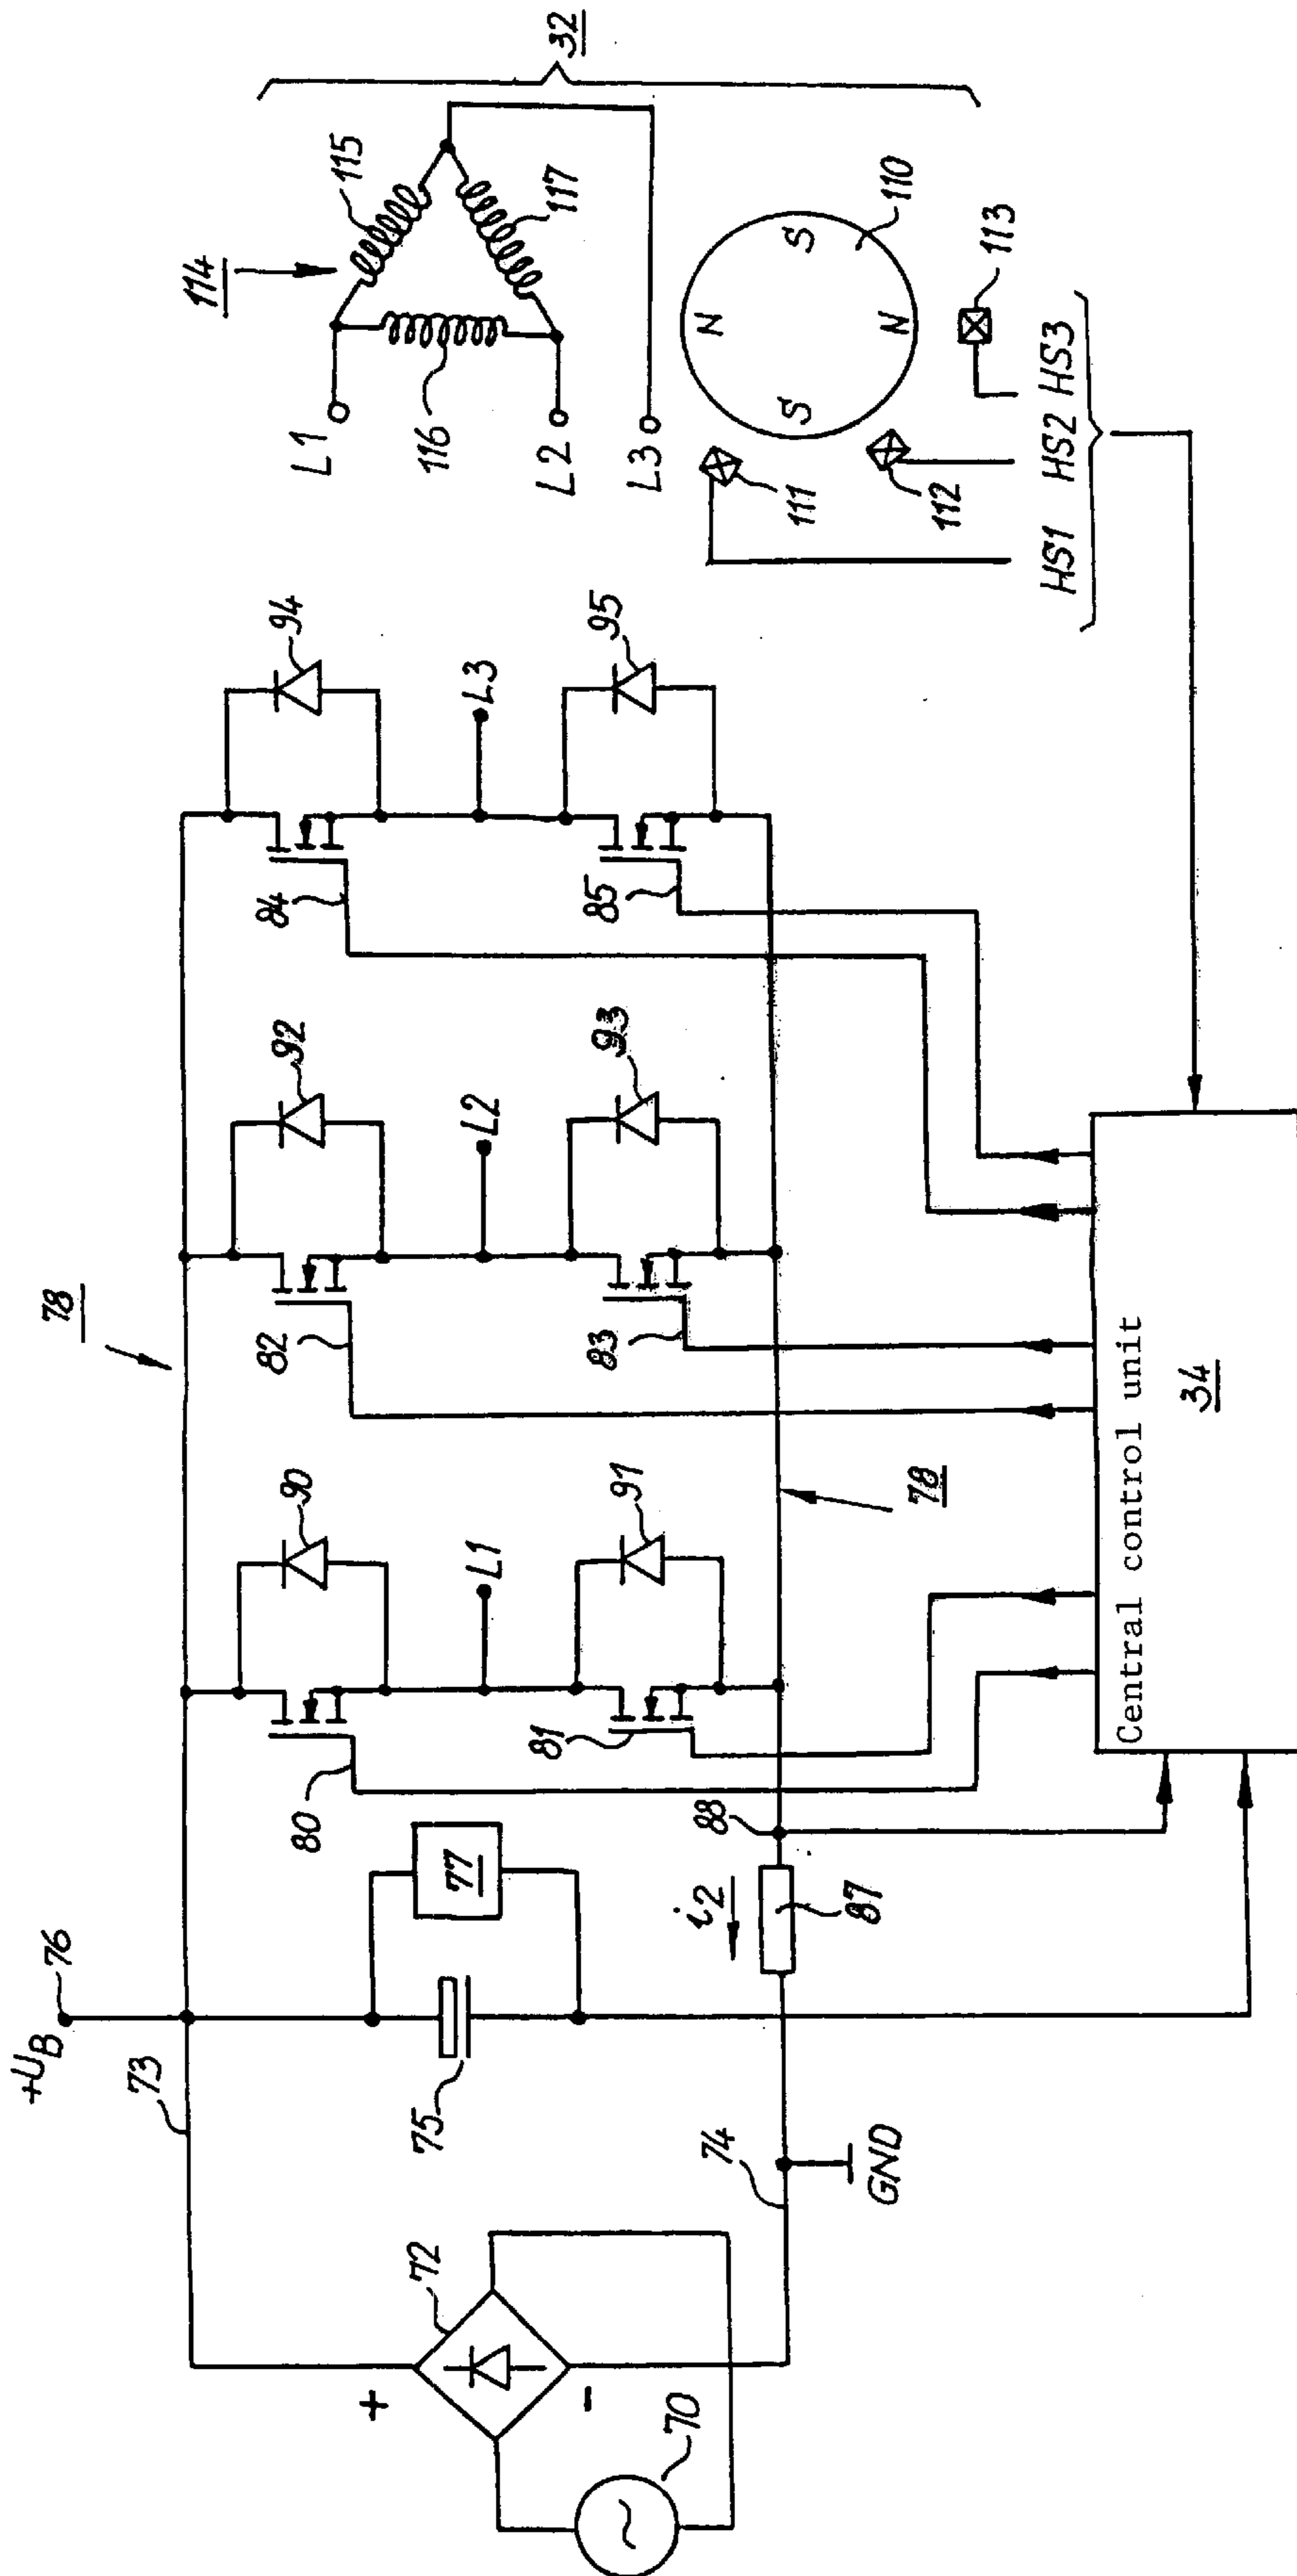 +UB
76
78
73
+
72
-
70
~
74
GND
75
77
i2
87
88
80
90
L1
81
91
82
92
L2
83
93
78
84
94
L3
85
95
Central control unit
34
114
115
116
117
L1
L2
L3
32
N
S
S
N
110
111
112
113
HS1 HS2 HS3